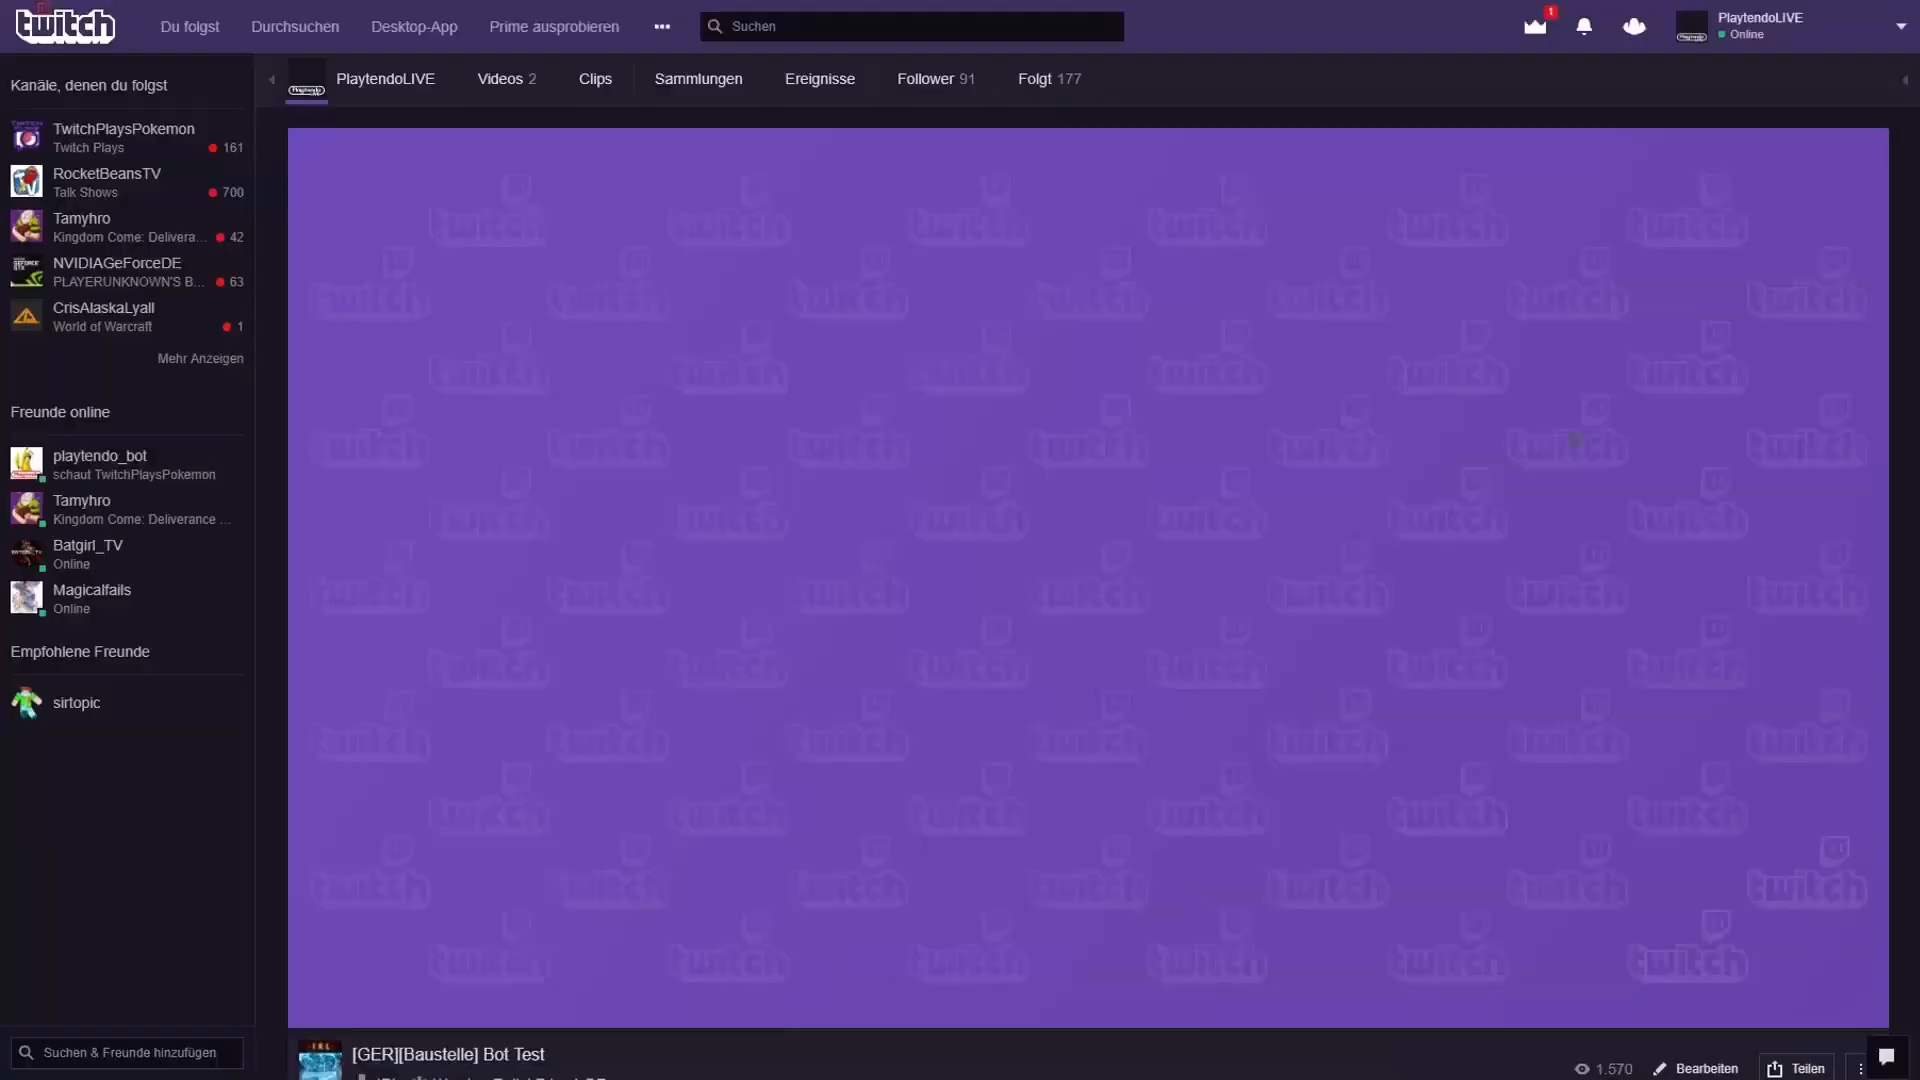 twitch
Du folgst
Durchsuchen
Desktop-App
Prime ausprobieren
Suchen
1
PlaytendoLIVE
Online
Kanäle, denen du folgst
TwitchPlaysPokemon
Twitch Plays
161
RocketBeansTV
Talk Shows
700
Tamyhro
Kingdom Come: Delivera...
42
NVIDIAGeForceDE
PLAYERUNKNOWN'S B...
63
CrisAlaskaLyall
World of Warcraft
1
Mehr Anzeigen
Freunde online
playtendo_bot
schaut TwitchPlaysPokemon
Tamyhro
Kingdom Come: Deliverance ...
Batgirl_TV
Online
Magicalfails
Online
Empfohlene Freunde
sirtopic
Suchen & Freunde hinzufügen
PlaytendoLIVE
Videos 2
Clips
Sammlungen
Ereignisse
Follower 91
Folgt 177
[GER][Baustelle] Bot Test
1.570
Bearbeiten
Teilen